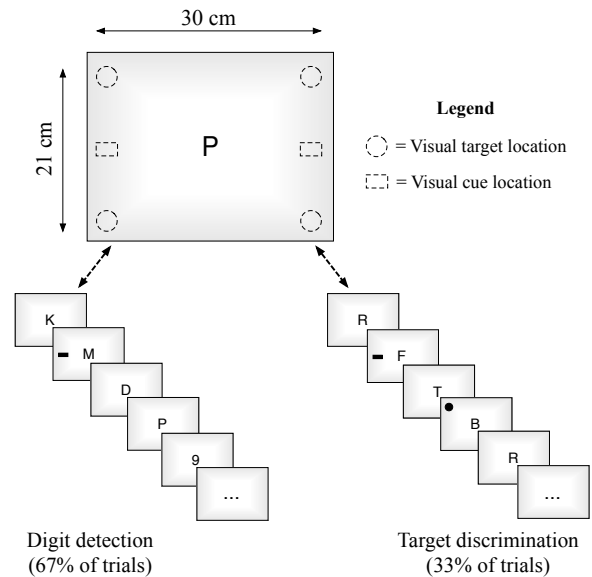 30 cm
21 cm
P
Legend
= Visual target location
= Visual cue location
K
M
D
P
9
...
Digit detection
(67% of trials)
R
F
T
B
R
...
Target discrimination
(33% of trials)